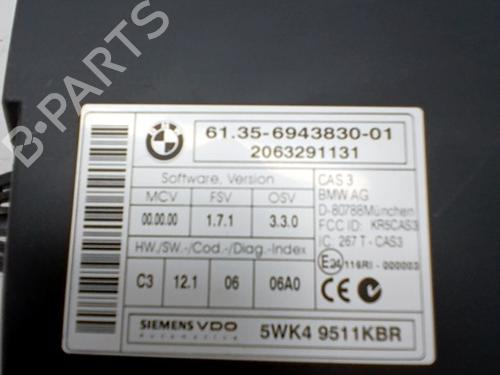 B-PARTS
BMW
61.35-6943830-01
2063291131
Software, Version
MCV FSV OSV
00.00.00 1.7.1 3.3.0
HW./SW.-/Cod.-/Diag.-Index
C3 12.1 06 06A0
CAS 3
BMW AG
D-80788München
FCC ID: KR5CAS3
IC: 267 T - CAS3
116RI - 000003
CE
SIEMENS VDO
Automotive
5WK4 9511KBR